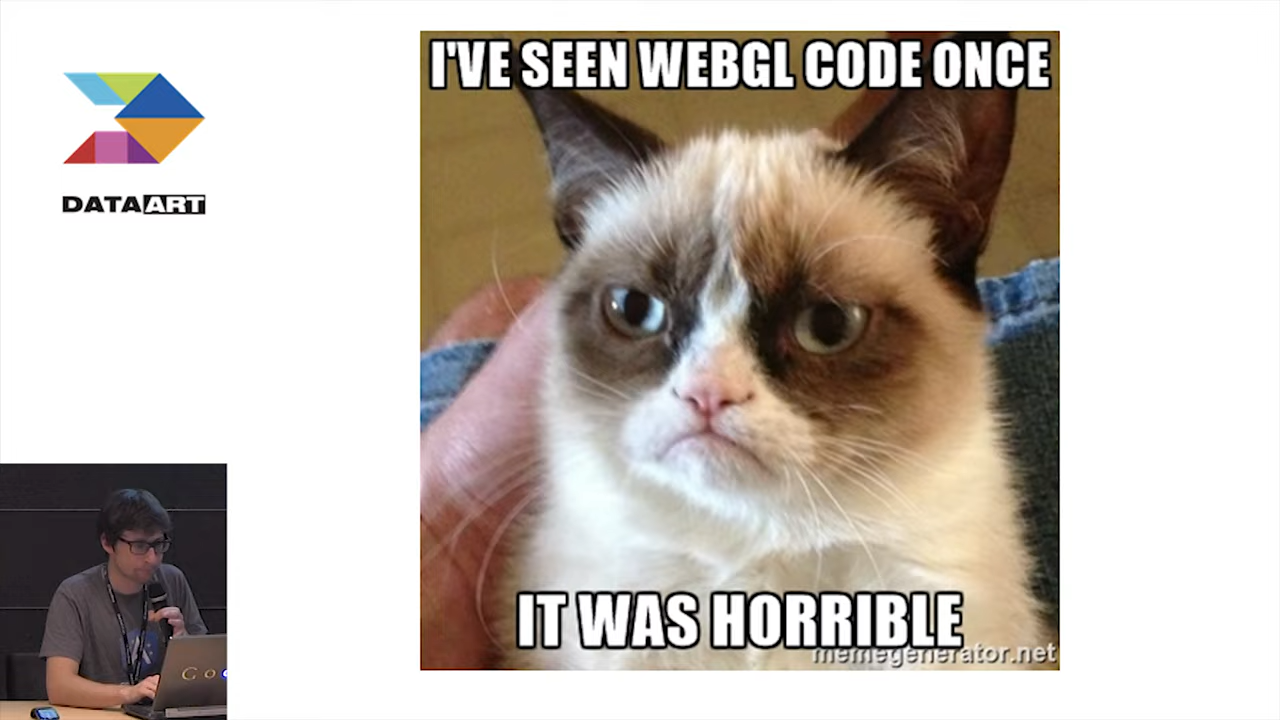 I'VE SEEN WEBGL CODE ONCE
DATAART
IT WAS HORRIBLE
memegenerator.net